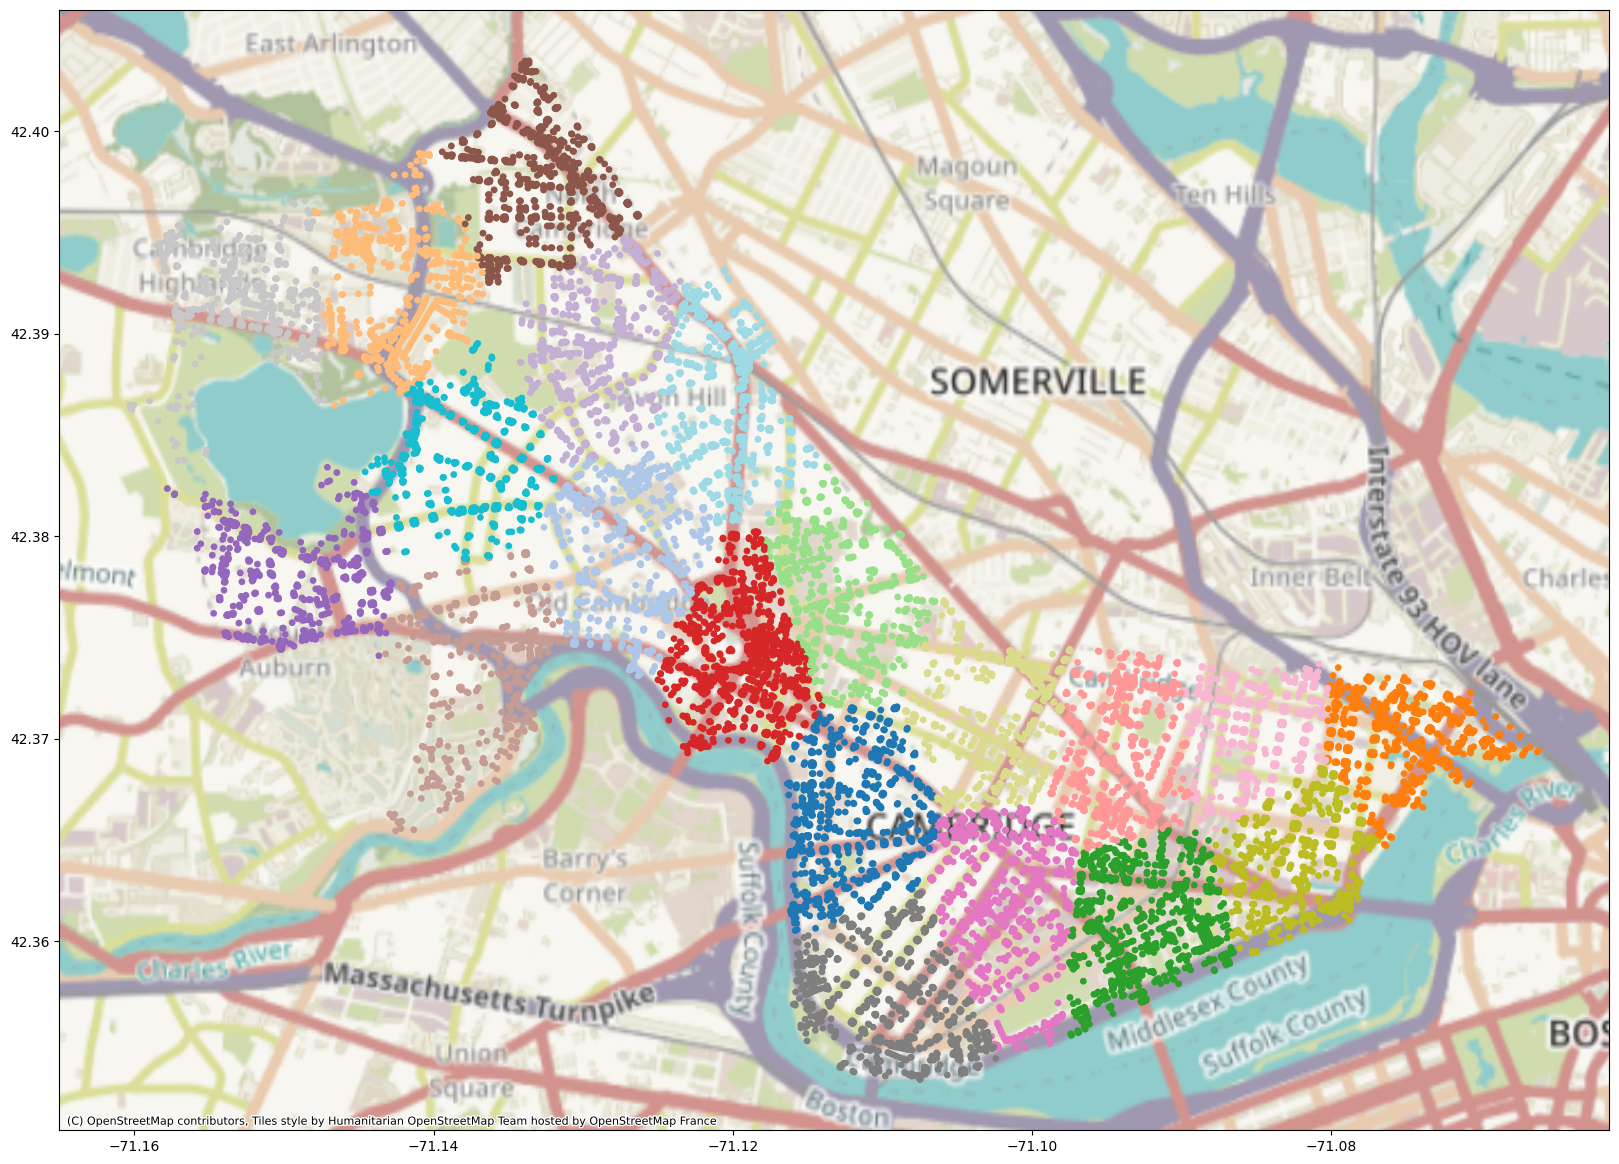 East Arlington
Magoun
Square
Ten Hills
Cambridge
Highlands
North
Cambridge
42.40
42.39
42.38
42.37
42.36
SOMERVILLE
Avon Hill
Interstate 93 HOV lane
Inner Belt
Charles
elmont
Old Cambridge
Auburn
CAMBRIDGE
Barry's
Corner
Suffolk County
Charles River
Charles River
Massachusetts Turnpike
Middlesex County
Suffolk County
Union
Square
Boston
BOS
(C) OpenStreetMap contributors, Tiles style by Humanitarian OpenStreetMap Team hosted by OpenStreetMap France
−71.16
−71.14
−71.12
−71.10
−71.08